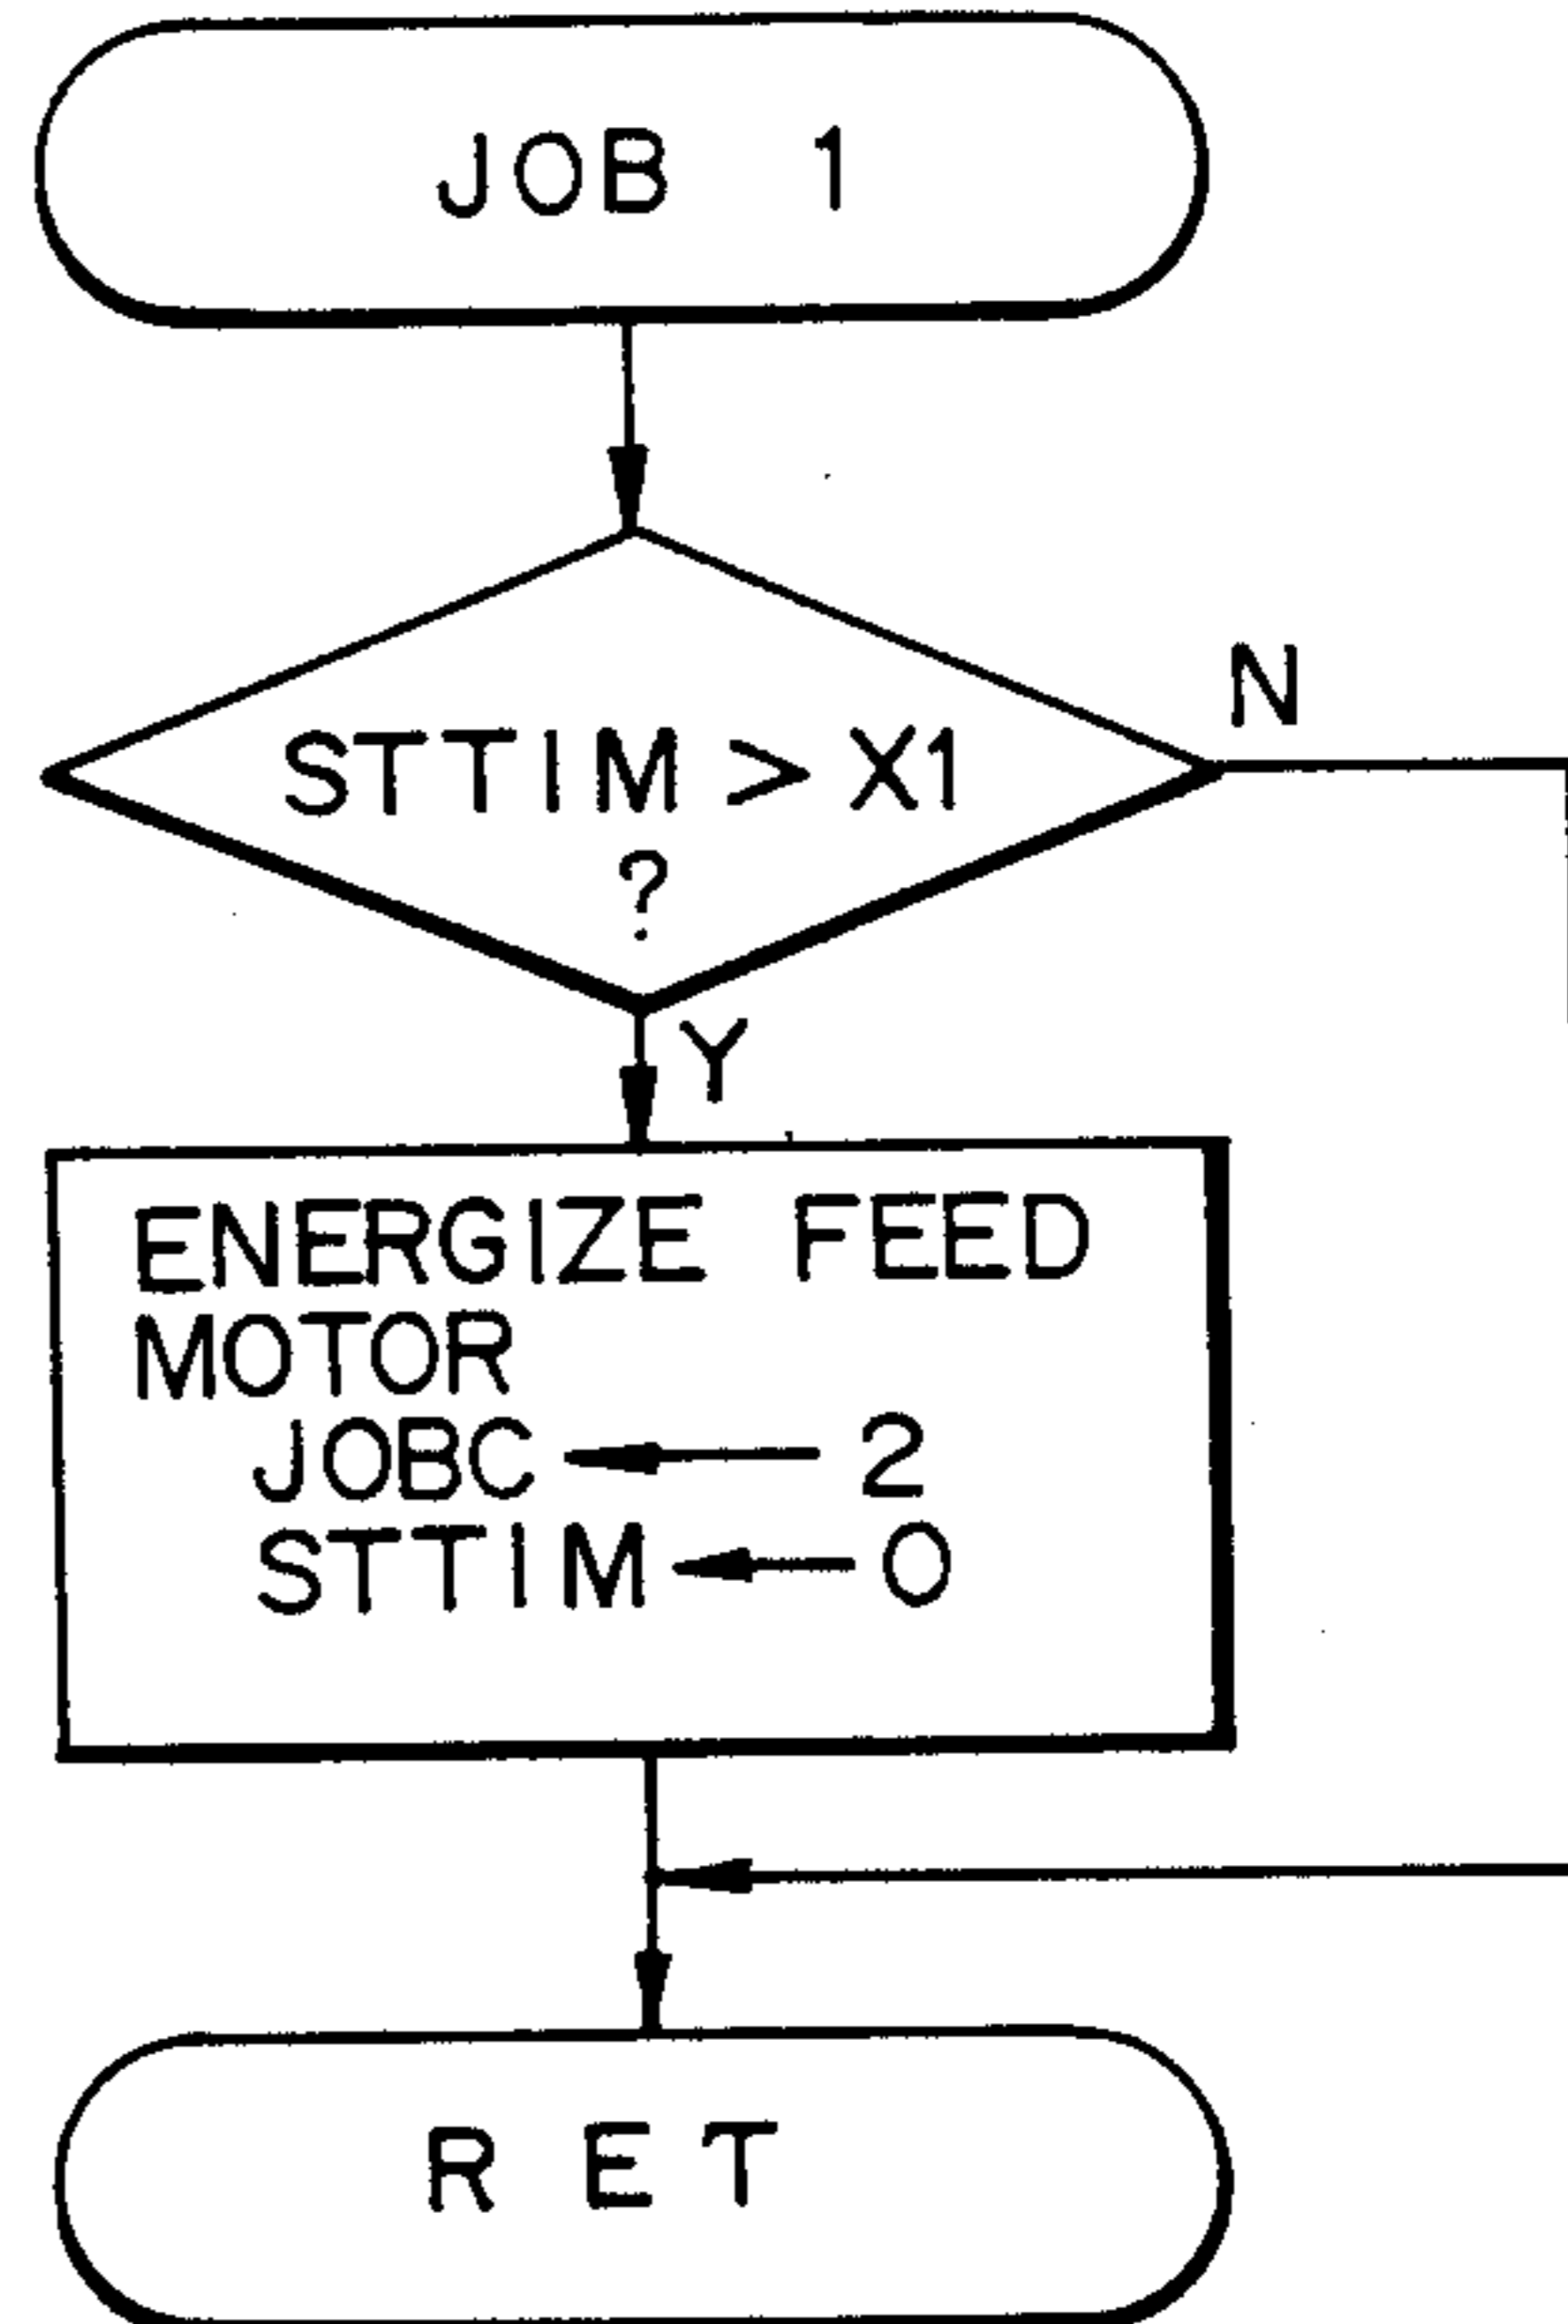 JOB 1
N
STTIM > X1
?
Y
ENERGIZE FEED
MOTOR
JOBC ← 2
STTIM ← 0
RET